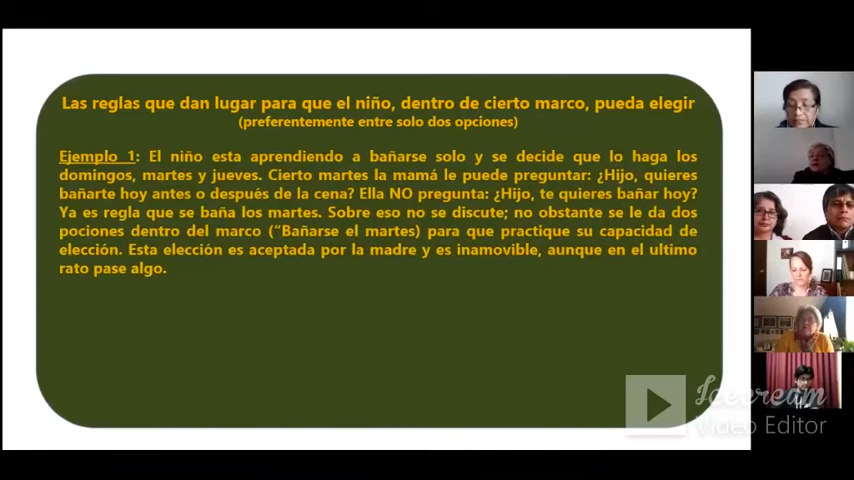 Las reglas que dan lugar para que el niño, dentro de cierto marco, pueda elegir
(preferentemente entre solo dos opciones)
Ejemplo 1: El niño esta aprendiendo a bañarse solo y se decide que lo haga los
domingos, martes y jueves. Cierto martes la mamá le puede preguntar: ¿Hijo, quieres
bañarte hoy antes o después de la cena? Ella NO pregunta: ¿Hijo, te quieres bañar hoy?
Ya es regla que se baña los martes. Sobre eso no se discute; no obstante se le da dos
pociones dentro del marco (“Bañarse el martes) para que practique su capacidad de
elección. Esta elección es aceptada por la madre y es inamovible, aunque en el ultimo
rato pase algo.
Icecream
Video Editor